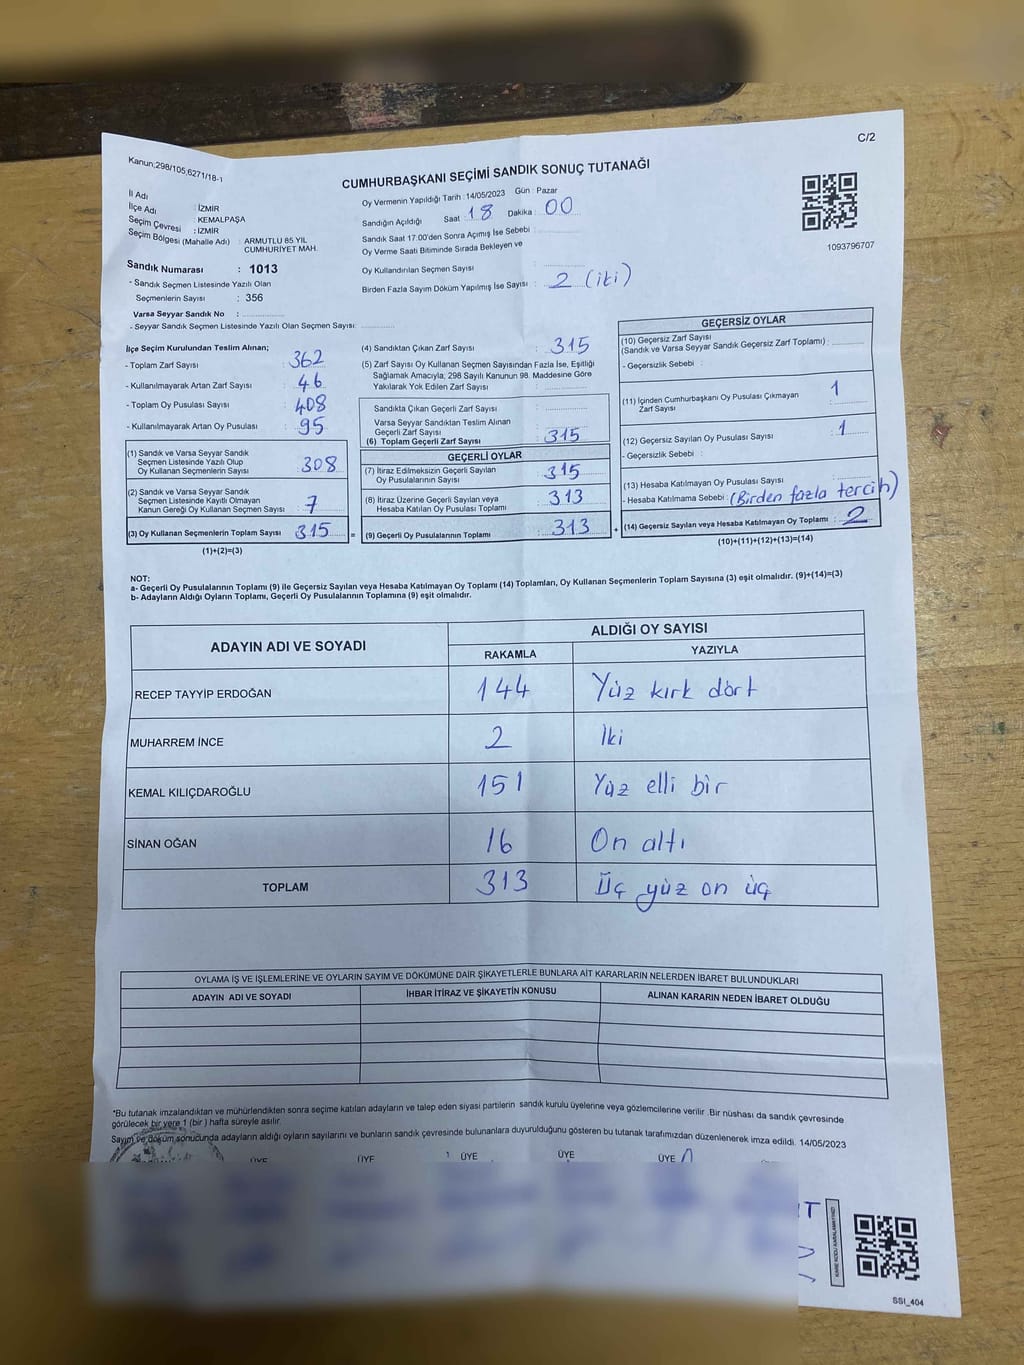 C/2
Kanun:298/105,6271/18-1
CUMHURBAŞKANI SEÇİMİ SANDIK SONUÇ TUTANAĞI
İl Adı : İZMİR
İlçe Adı : KEMALPAŞA
Seçim Çevresi : İZMİR
Seçim Bölgesi (Mahalle Adı) : ARMUTLU 85 YIL CUMHURİYET MAH.
Sandık Numarası : 1013
- Sandık Seçmen Listesinde Yazılı Olan
Seçmenlerin Sayısı : 356
Varsa Seyyar Sandık No :
- Seyyar Sandık Seçmen Listesinde Yazılı Olan Seçmen Sayısı:
Oy Vermenin Yapıldığı Tarih : 14/05/2023 Gün : Pazar
Sandığın Açıldığı Saat : 18 Dakika : 00
Sandık Saat 17:00'den Sonra Açımış İse Sebebi :
Oy Verme Saati Bitiminde Sırada Bekleyen ve
Oy Kullandırılan Seçmen Sayısı :
Birden Fazla Sayım Döküm Yapılmış İse Sayısı : 2 (iki)
1093796707
İlçe Seçim Kurulundan Teslim Alınan;
- Toplam Zarf Sayısı : 362
- Kullanılmayarak Artan Zarf Sayısı : 46
- Toplam Oy Pusulası Sayısı : 408
- Kullanılmayarak Artan Oy Pusulası : 95
(1) Sandık ve Varsa Seyyar Sandık
Seçmen Listesinde Yazılı Olup
Oy Kullanan Seçmenlerin Sayısı : 308
(2) Sandık ve Varsa Seyyar Sandık
Seçmen Listesinde Kayıtlı Olmayan
Kanun Gereği Oy Kullanan Seçmen Sayısı : 7
(3) Oy Kullanan Seçmenlerin Toplam Sayısı : 315
(1)+(2)=(3)
=
(4) Sandıktan Çıkan Zarf Sayısı : 315
(5) Zarf Sayısı Oy Kullanan Seçmen Sayısından Fazla İse, Eşitliği
Sağlamak Amacıyla; 298 Sayılı Kanunun 98. Maddesine Göre
Yakılarak Yok Edilen Zarf Sayısı :
Sandıkta Çıkan Geçerli Zarf Sayısı :
Varsa Seyyar Sandıktan Teslim Alınan
Geçerli Zarf Sayısı :
(6) Toplam Geçerli Zarf Sayısı : 315
GEÇERLİ OYLAR
(7) İtiraz Edilmeksizin Geçerli Sayılan
Oy Pusulalarının Sayısı : 315
(8) İtiraz Üzerine Geçerli Sayılan veya
Hesaba Katılan Oy Pusulası Toplamı : 313
(9) Geçerli Oy Pusulalarının Toplamı : 313
+
GEÇERSİZ OYLAR
(10) Geçersiz Zarf Sayısı
(Sandık ve Varsa Seyyar Sandık Geçersiz Zarf Toplamı) :
- Geçersizlik Sebebi :
(11) İçinden Cumhurbaşkanı Oy Pusulası Çıkmayan
Zarf Sayısı : 1
(12) Geçersiz Sayılan Oy Pusulası Sayısı : 1
- Geçersizlik Sebebi :
(13) Hesaba Katılmayan Oy Pusulası Sayısı :
- Hesaba Katılmama Sebebi : (Birden fazla tercih)
(14) Geçersiz Sayılan veya Hesaba Katılmayan Oy Toplamı : 2
(10)+(11)+(12)+(13)=(14)
NOT:
a- Geçerli Oy Pusulalarının Toplamı (9) ile Geçersiz Sayılan veya Hesaba Katılmayan Oy Toplamı (14) Toplamları, Oy Kullanan Seçmenlerin Toplam Sayısına (3) eşit olmalıdır. (9)+(14)=(3)
b- Adayların Aldığı Oyların Toplamı, Geçerli Oy Pusulalarının Toplamına (9) eşit olmalıdır.
ADAYIN ADI VE SOYADI
ALDIĞI OY SAYISI
RAKAMLA YAZIYLA
RECEP TAYYİP ERDOĞAN 144 Yüz kırk dört
MUHARREM İNCE 2 İki
KEMAL KILIÇDAROĞLU 151 Yüz elli bir
SİNAN OĞAN 16 On altı
TOPLAM 313 Üç yüz on üç
OYLAMA İŞ VE İŞLEMLERİNE VE OYLARIN SAYIM VE DÖKÜMÜNE DAİR ŞİKAYETLERLE BUNLARA AİT KARARLARIN NELERDEN İBARET BULUNDUKLARI
ADAYIN ADI VE SOYADI İHBAR İTİRAZ VE ŞİKAYETİN KONUSU ALINAN KARARIN NEDEN İBARET OLDUĞU
*Bu tutanak imzalandıktan ve mühürlendikten sonra seçime katılan adayların ve talep eden siyasi partilerin sandık kurulu üyelerine veya gözlemcilerine verilir .Bir nüshası da sandık çevresinde
görülecek bir yere 1 (bir ) hafta süreyle asılır.
Sayım ve döküm sonucunda adayların aldığı oyların sayılarını ve bunların sandık çevresinde bulunanlara duyurulduğunu gösteren bu tutanak tarafımızdan düzenlenerek imza edildi. 14/05/2023
ÜYE ÜYE ÜYE ÜYE ÜYE
SSI_404